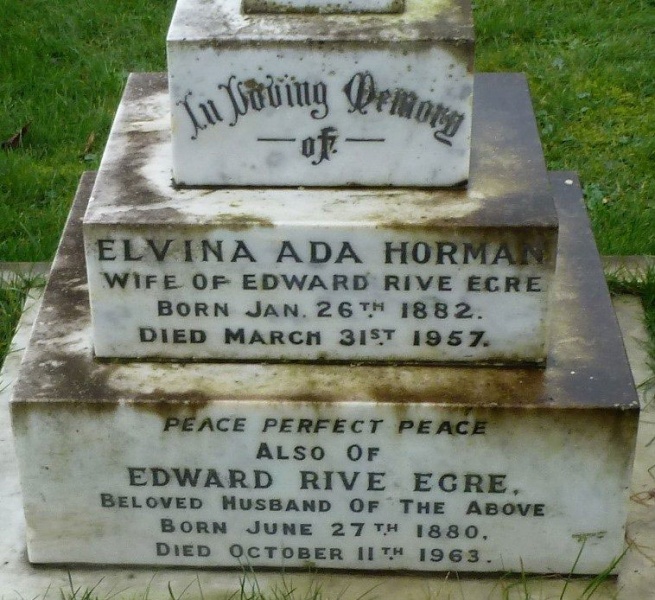 In Loving Memory
of
ELVINA ADA HORMAN
WIFE OF EDWARD RIVE EGRE
BORN JAN. 26TH 1882.
DIED MARCH 31ST 1957.
PEACE PERFECT PEACE
ALSO OF
EDWARD RIVE EGRE,
BELOVED HUSBAND OF THE ABOVE
BORN JUNE 27TH 1880,
DIED OCTOBER 11TH 1963.